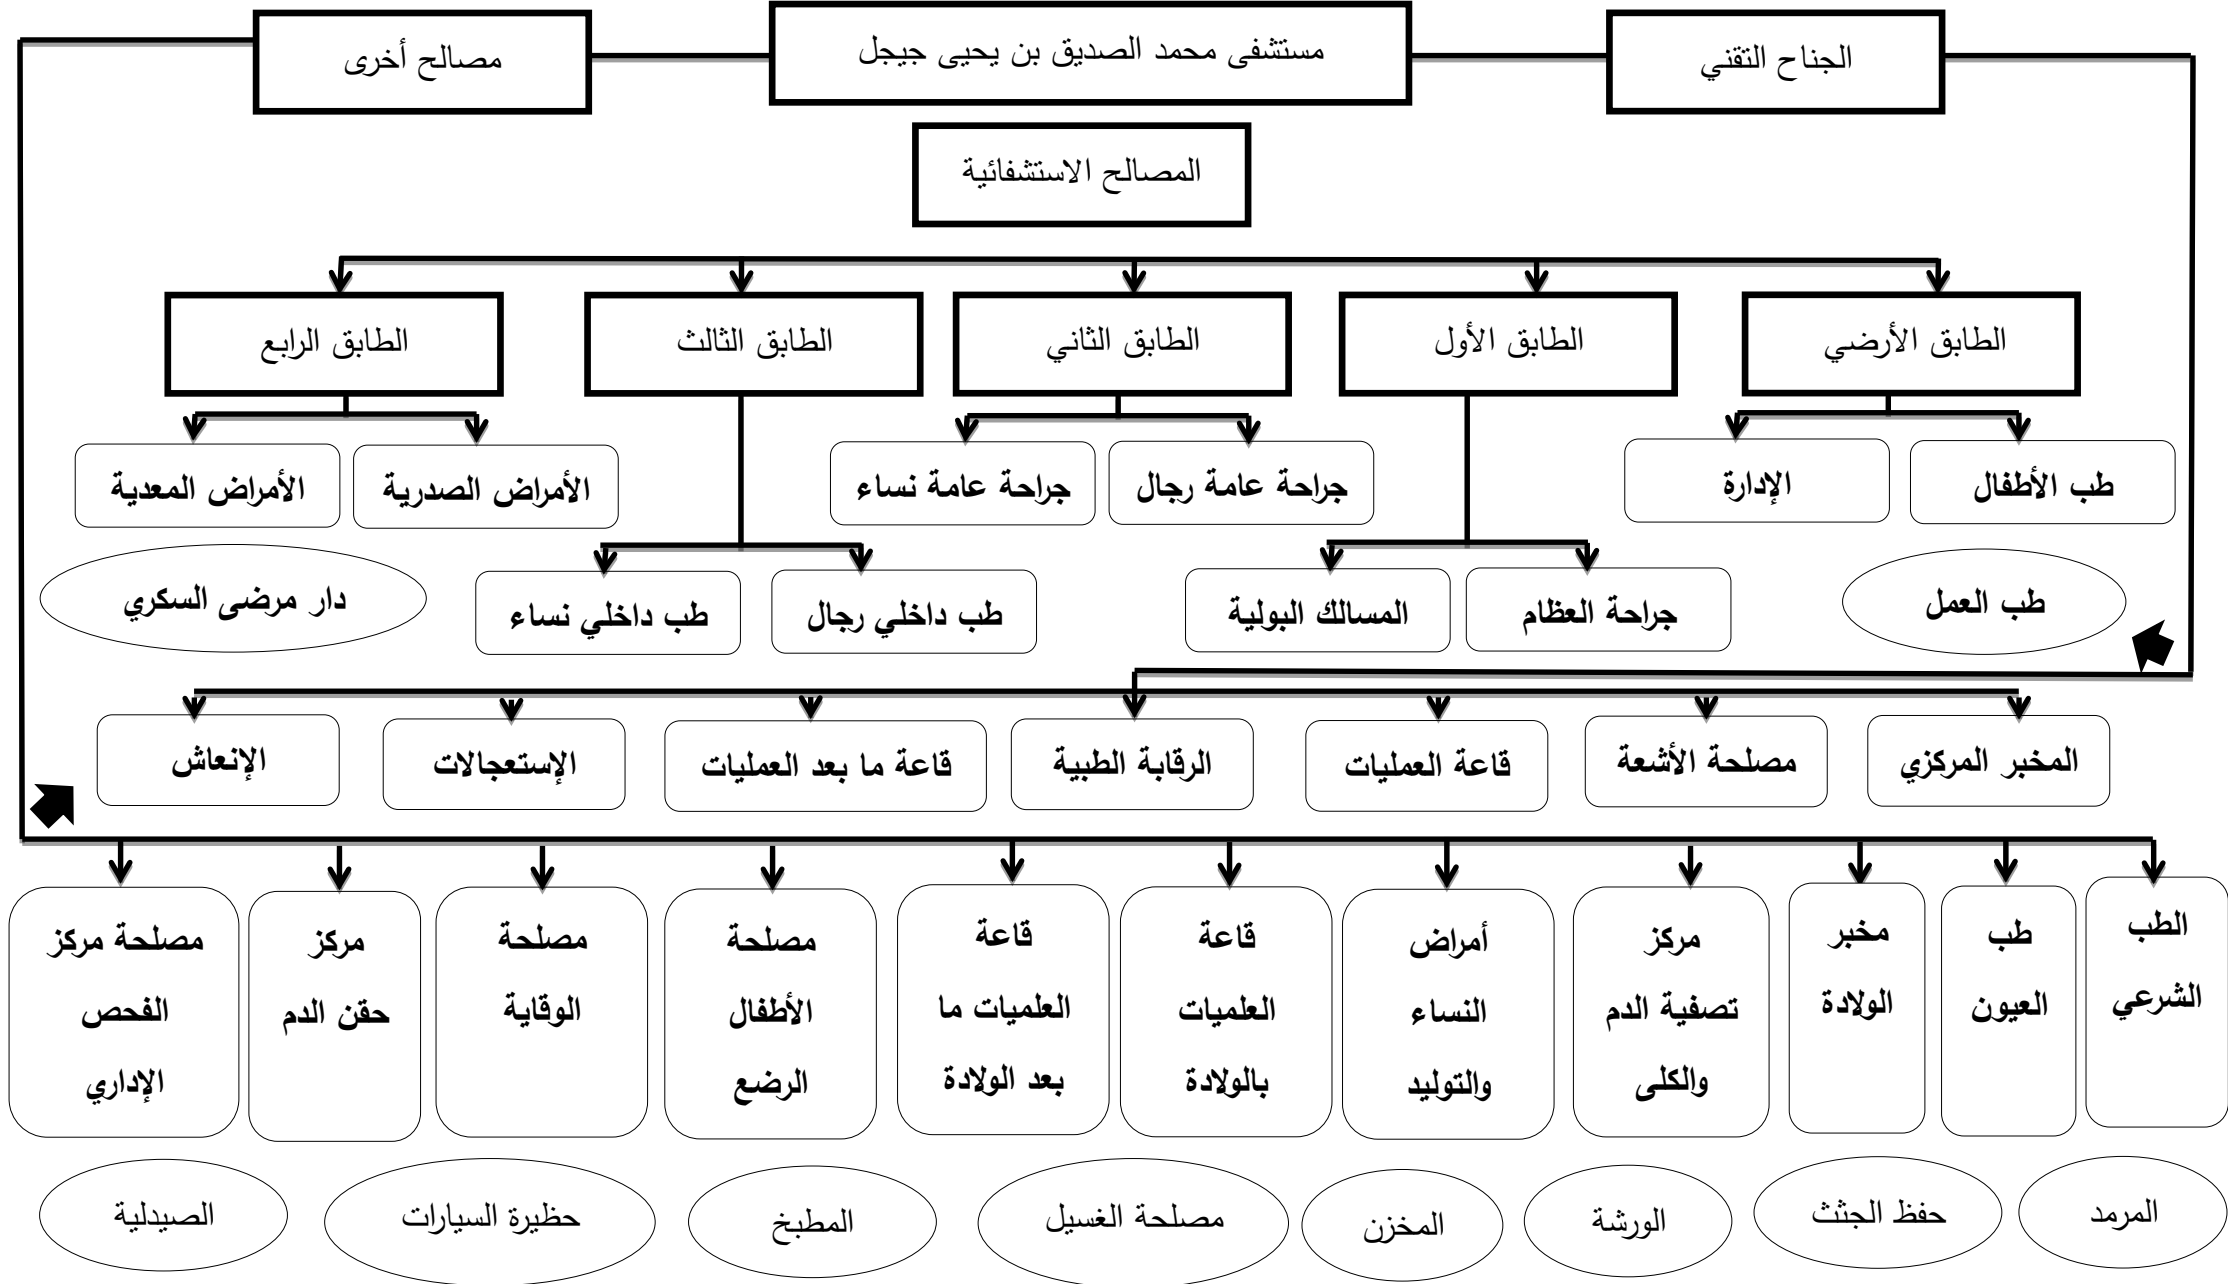 الجناح التقني
مستشفى محمد الصديق بن يحيى جيجل
مصالح أخرى
المصالح الاستشفائية
الطابق الأرضي
الطابق الأول
الطابق الثاني
الطابق الثالث
الطابق الرابع
طب الأطفال
الإدارة
جراحة عامة رجال
جراحة عامة نساء
الأمراض الصدرية
الأمراض المعدية
طب العمل
جراحة العظام
المسالك البولية
طب داخلي رجال
طب داخلي نساء
دار مرضى السكري
المخبر المركزي
مصلحة الأشعة
قاعة العمليات
الرقابة الطبية
قاعة ما بعد العمليات
الإستعجالات
الإنعاش
الطب
الشرعي
طب
العيون
مخبر
الولادة
مركز
تصفية الدم
والكلى
أمراض
النساء
والتوليد
قاعة
العلميات
بالولادة
قاعة
العلميات ما
بعد الولادة
مصلحة
الأطفال
الرضع
مصلحة
الوقاية
مركز
حقن الدم
مصلحة مركز
الفحص
الإداري
المرمد
حفظ الجثث
الورشة
المخزن
مصلحة الغسيل
المطبخ
حظيرة السيارات
الصيدلية